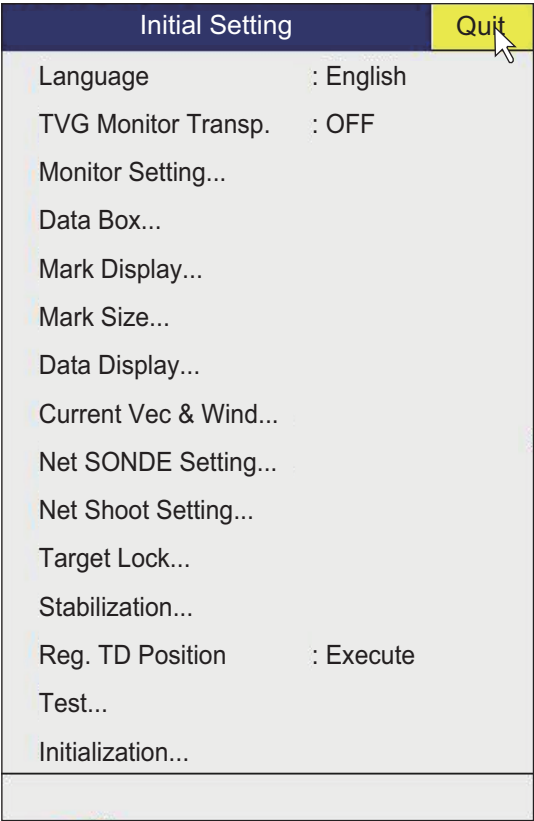 Initial Setting Quit
Language : English
TVG Monitor Transp. : OFF
Monitor Setting...
Data Box...
Mark Display...
Mark Size...
Data Display...
Current Vec & Wind...
Net SONDE Setting...
Net Shoot Setting...
Target Lock...
Stabilization...
Reg. TD Position : Execute
Test...
Initialization...